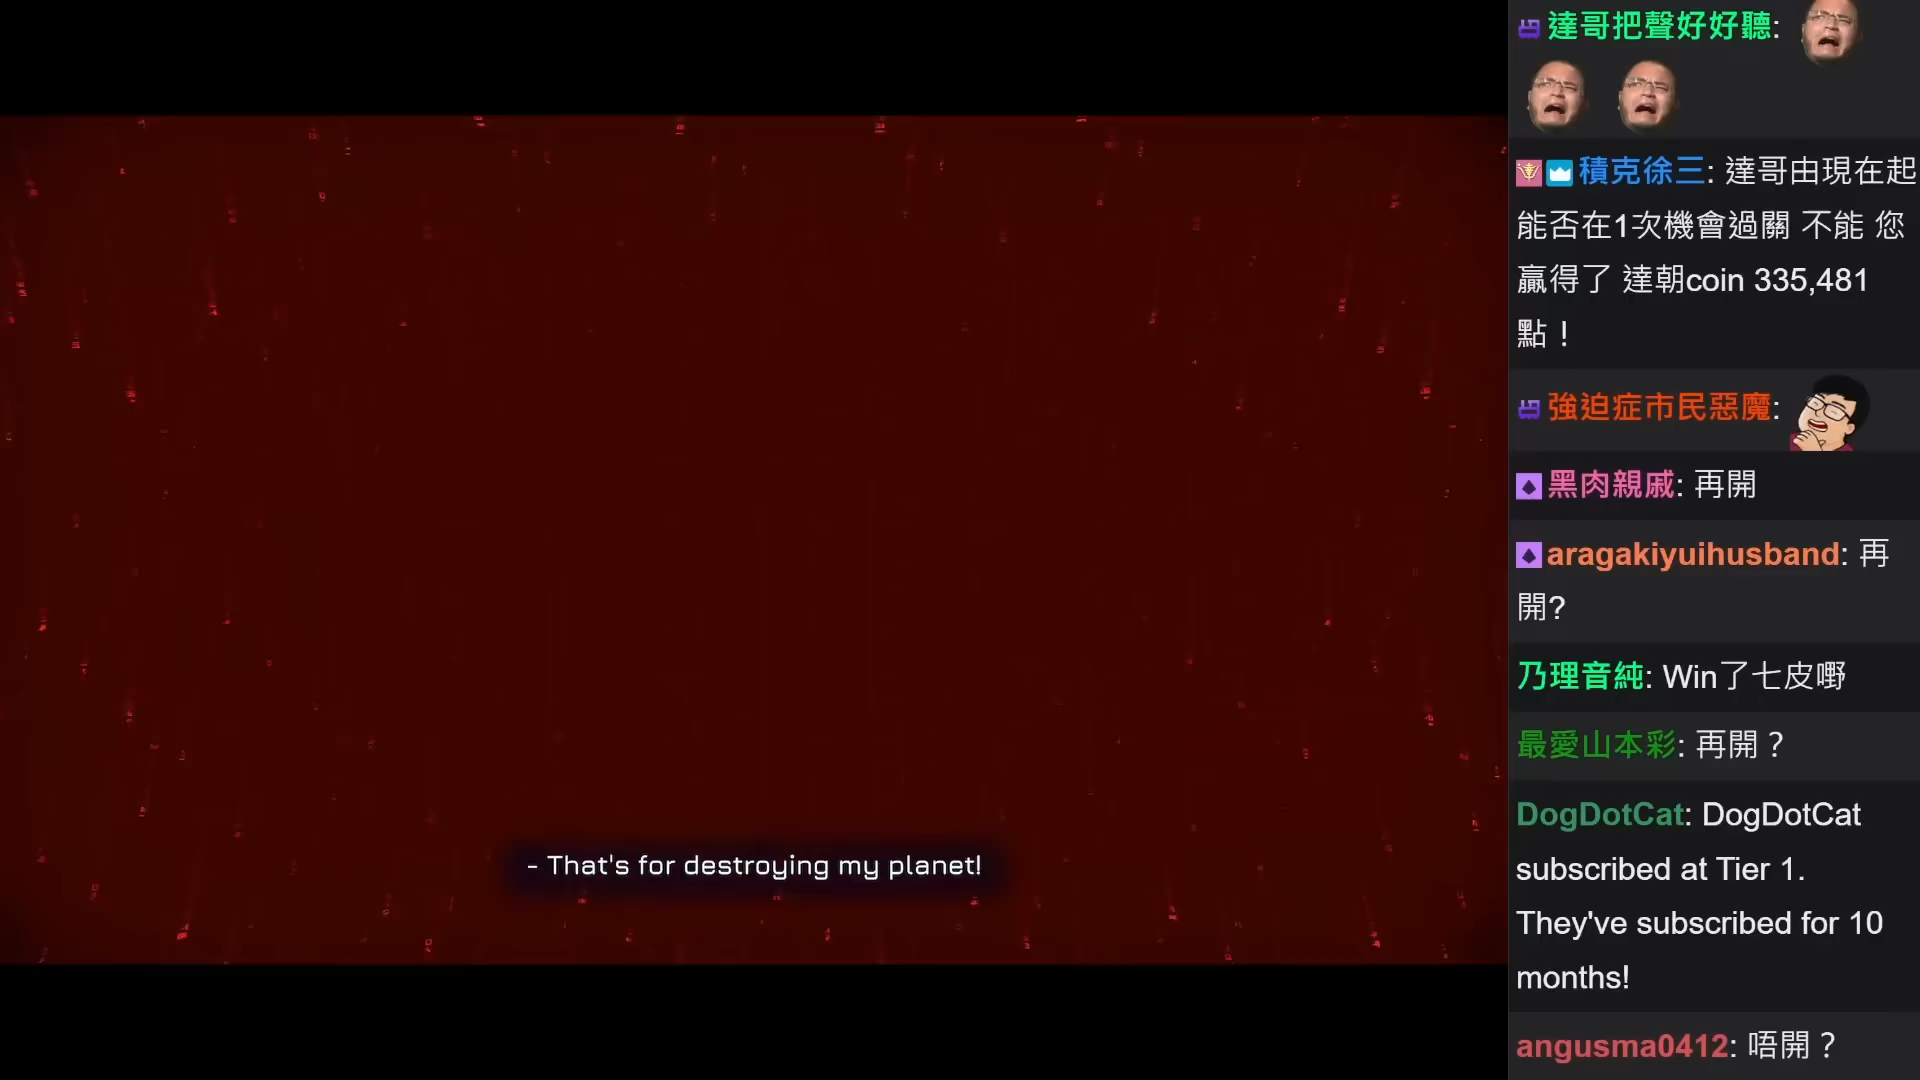 達哥把聲好好聽:
積克徐三: 達哥由現在起
能否在1次機會過關 不能 您
贏得了 達朝coin 335,481
點！
強迫症市民惡魔:
黑肉親戚: 再開
aragakiyuihusband: 再
開?
乃理音純: Win了七皮嘢
最愛山本彩: 再開？
DogDotCat: DogDotCat
subscribed at Tier 1.
They've subscribed for 10
months!
angusma0412: 唔開？
- That's for destroying my planet!